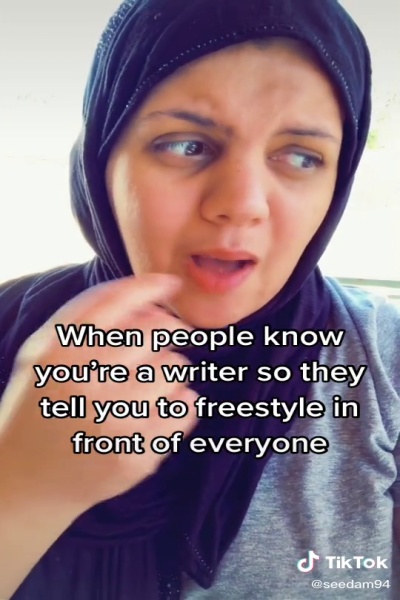 When people know
you're a writer so they
tell you to freestyle in
front of everyone
TikTok
@seedam94